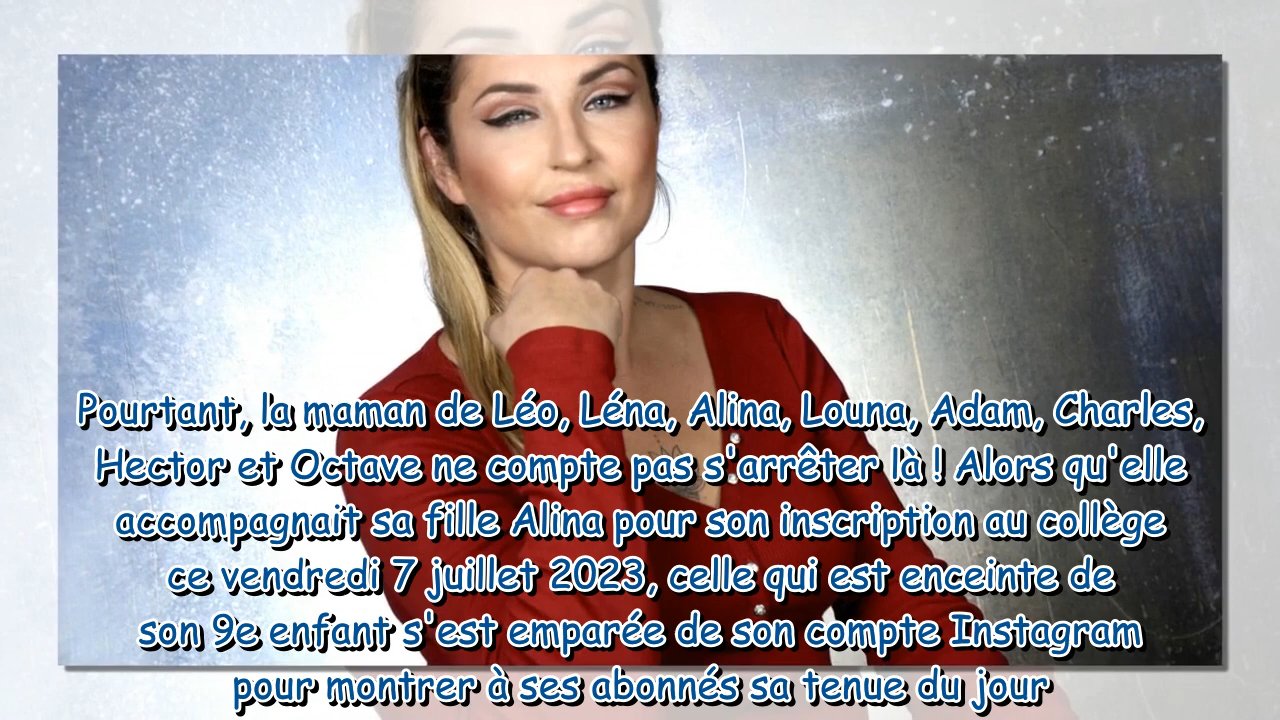 Pourtant, la maman de Léo, Léna, Alina, Louna, Adam, Charles,
Hector et Octave ne compte pas s'arrêter là ! Alors qu'elle
accompagnait sa fille Alina pour son inscription au collège
ce vendredi 7 juillet 2023, celle qui est enceinte de
son 9e enfant s'est emparée de son compte Instagram
pour montrer à ses abonnés sa tenue du jour